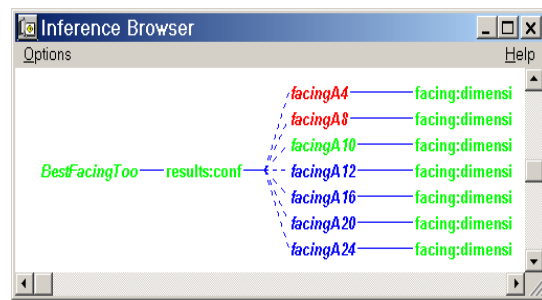 Inference Browser
Options Help
facingA4 facing:dimensi
facingA8 facing:dimensi
facingA10 facing:dimensi
BestFacingToo results:conf facingA12 facing:dimensi
facingA16 facing:dimensi
facingA20 facing:dimensi
facingA24 facing:dimensi